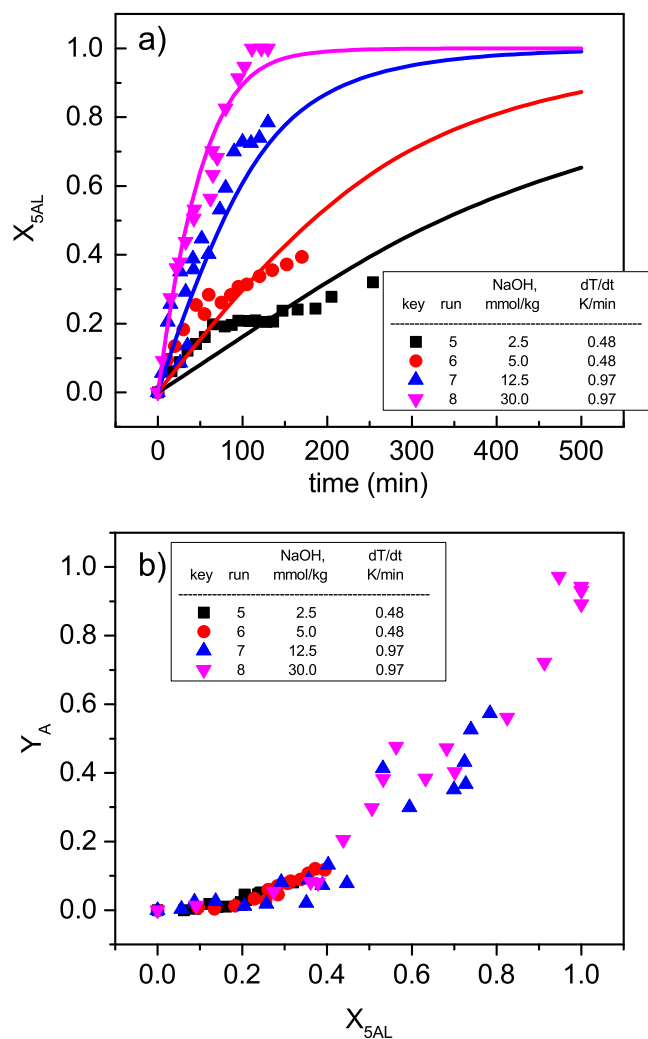 a)
1.0
0.8
0.6
0.4
0.2
0.0
X5AL
NaOH, dT/dt
key run mmol/kg K/min
5 2.5 0.48
6 5.0 0.48
7 12.5 0.97
8 30.0 0.97
0 100 200 300 400 500
time (min)
b)
NaOH, dT/dt
key run mmol/kg K/min
5 2.5 0.48
6 5.0 0.48
7 12.5 0.97
8 30.0 0.97
1.0
0.8
0.6
0.4
0.2
0.0
YA
0.0 0.2 0.4 0.6 0.8 1.0
X5AL